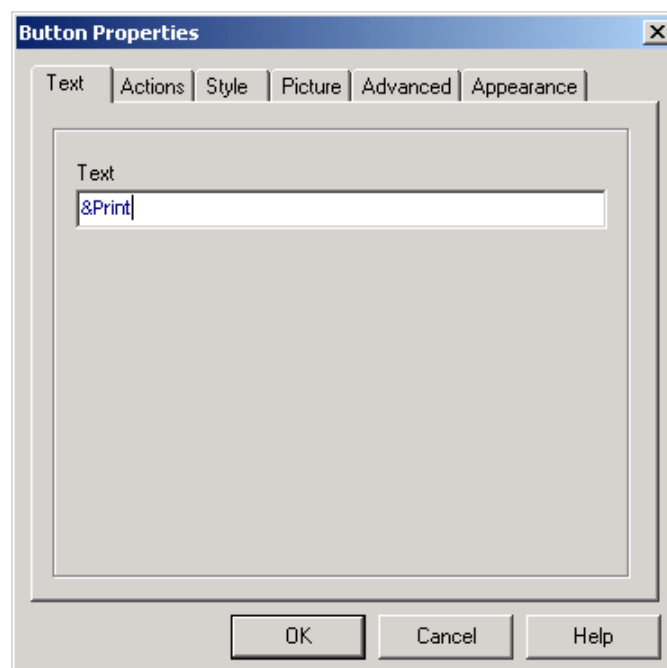 Button Properties
Text Actions Style Picture Advanced Appearance
Text
&Print
OK Cancel Help